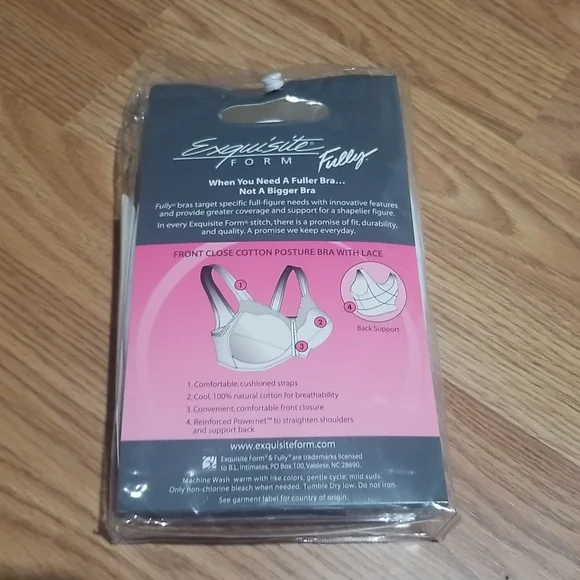 Exquisite®
FORM Fully®
When You Need A Fuller Bra...
Not A Bigger Bra
Fully® bras target specific full-figure needs with innovative features
and provide greater coverage and support for a shapelier figure.
In every Exquisite Form® stitch, there is a promise of fit, durability,
and quality. A promise we keep everyday.
FRONT CLOSE COTTON POSTURE BRA WITH LACE
1
2
3
4
Back Support
1. Comfortable, cushioned straps
2. Cool, 100% natural cotton for breathability
3. Convenient, comfortable front closure
4. Reinforced Powernet™ to straighten shoulders
and support back
www.exquisiteform.com
Exquisite Form® & Fully® are trademarks licensed
to B.L. intimates, PO Box 100, Valdese, NC 28690.
Machine Wash warm with like colors, gentle cycle, mild suds.
Only non-chlorine bleach when needed. Tumble Dry low. Do not iron.
See garment label for country of origin.